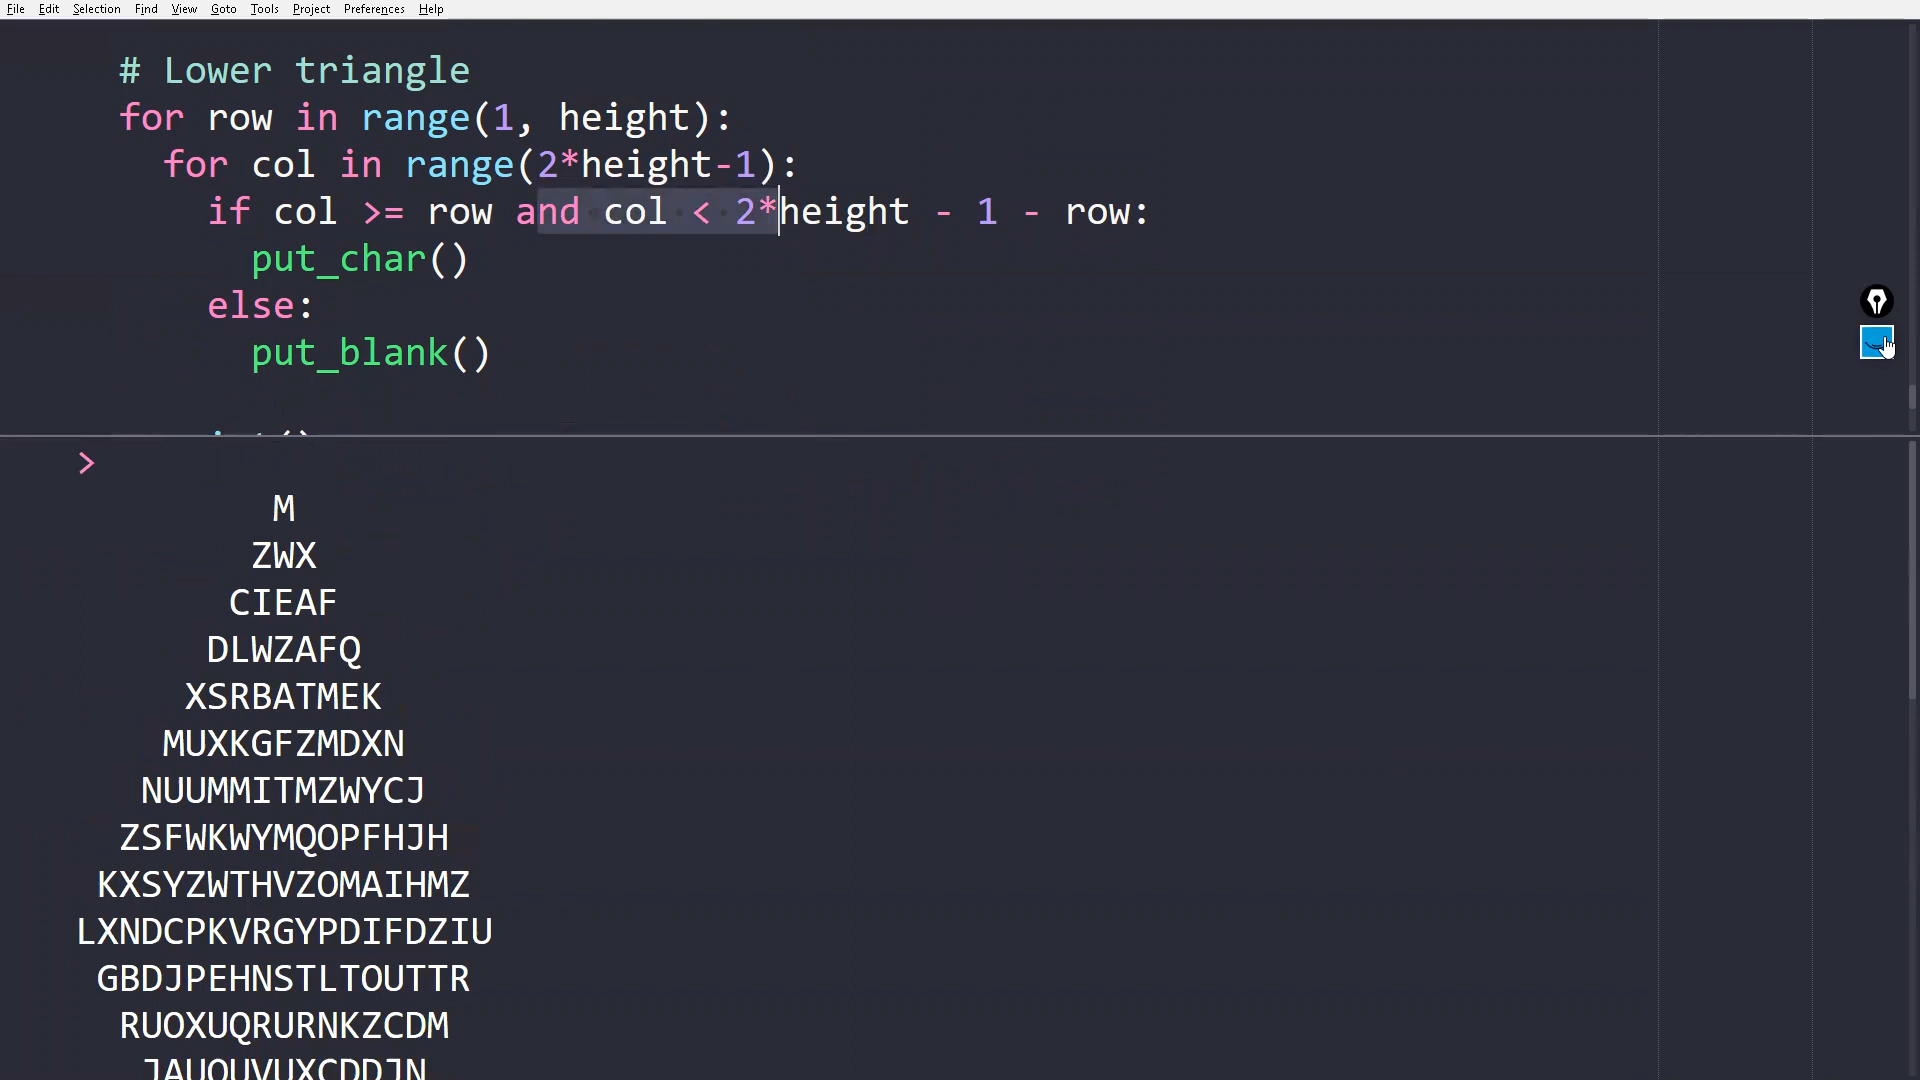 File Edit Selection Find View Goto Tools Project Preferences Help
# Lower triangle
for row in range(1, height):
for col in range(2*height-1):
if col >= row and col < 2*height - 1 - row:
put_char()
else:
put_blank()
>
M
ZWX
CIEAF
DLWZAFQ
XSRBATMEK
MUXKGFZMDXN
NUUMMITMZWYCJ
ZSFWKWYMQOPFHJH
KXSYZWTHVZOMAIHMZ
LXNDCPKVRGYPDIFDZIU
GBDJPEHNSTLTOUTTR
RUOXUQRURNKZCDM